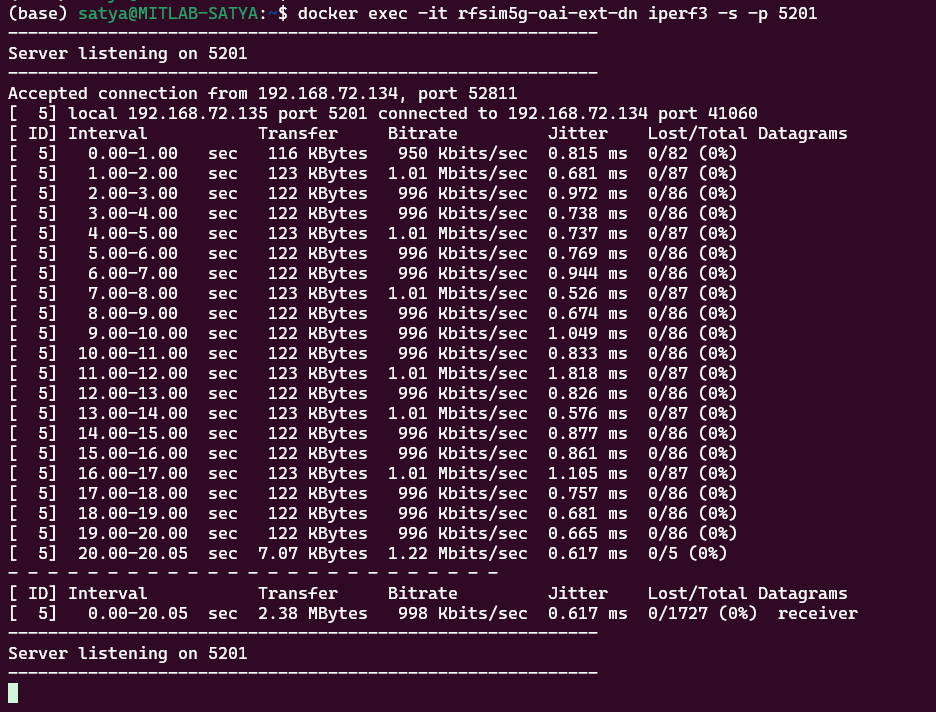 (base) satya@MITLAB-SATYA:~$ docker exec -it rfsim5g-oai-ext-dn iperf3 -s -p 5201
-----------------------------------------------------------
Server listening on 5201
-----------------------------------------------------------
Accepted connection from 192.168.72.134, port 52811
[  5] local 192.168.72.135 port 5201 connected to 192.168.72.134 port 41060
[ ID] Interval           Transfer     Bitrate         Jitter    Lost/Total Datagrams
[  5]   0.00-1.00   sec   116 KBytes   950 Kbits/sec  0.815 ms  0/82 (0%)
[  5]   1.00-2.00   sec   123 KBytes  1.01 Mbits/sec  0.681 ms  0/87 (0%)
[  5]   2.00-3.00   sec   122 KBytes   996 Kbits/sec  0.972 ms  0/86 (0%)
[  5]   3.00-4.00   sec   122 KBytes   996 Kbits/sec  0.738 ms  0/86 (0%)
[  5]   4.00-5.00   sec   123 KBytes  1.01 Mbits/sec  0.737 ms  0/87 (0%)
[  5]   5.00-6.00   sec   122 KBytes   996 Kbits/sec  0.769 ms  0/86 (0%)
[  5]   6.00-7.00   sec   122 KBytes   996 Kbits/sec  0.944 ms  0/86 (0%)
[  5]   7.00-8.00   sec   123 KBytes  1.01 Mbits/sec  0.526 ms  0/87 (0%)
[  5]   8.00-9.00   sec   122 KBytes   996 Kbits/sec  0.674 ms  0/86 (0%)
[  5]   9.00-10.00  sec   122 KBytes   996 Kbits/sec  1.049 ms  0/86 (0%)
[  5]  10.00-11.00  sec   122 KBytes   996 Kbits/sec  0.833 ms  0/86 (0%)
[  5]  11.00-12.00  sec   123 KBytes  1.01 Mbits/sec  1.818 ms  0/87 (0%)
[  5]  12.00-13.00  sec   122 KBytes   996 Kbits/sec  0.826 ms  0/86 (0%)
[  5]  13.00-14.00  sec   123 KBytes  1.01 Mbits/sec  0.576 ms  0/87 (0%)
[  5]  14.00-15.00  sec   122 KBytes   996 Kbits/sec  0.877 ms  0/86 (0%)
[  5]  15.00-16.00  sec   122 KBytes   996 Kbits/sec  0.861 ms  0/86 (0%)
[  5]  16.00-17.00  sec   123 KBytes  1.01 Mbits/sec  1.105 ms  0/87 (0%)
[  5]  17.00-18.00  sec   122 KBytes   996 Kbits/sec  0.757 ms  0/86 (0%)
[  5]  18.00-19.00  sec   122 KBytes   996 Kbits/sec  0.681 ms  0/86 (0%)
[  5]  19.00-20.00  sec   122 KBytes   996 Kbits/sec  0.665 ms  0/86 (0%)
[  5]  20.00-20.05  sec  7.07 KBytes  1.22 Mbits/sec  0.617 ms  0/5 (0%)
- - - - - - - - - - - - - - - - - - - - - - - - -
[ ID] Interval           Transfer     Bitrate         Jitter    Lost/Total Datagrams
[  5]   0.00-20.05  sec  2.38 MBytes   998 Kbits/sec  0.617 ms  0/1727 (0%)  receiver
-----------------------------------------------------------
Server listening on 5201
-----------------------------------------------------------